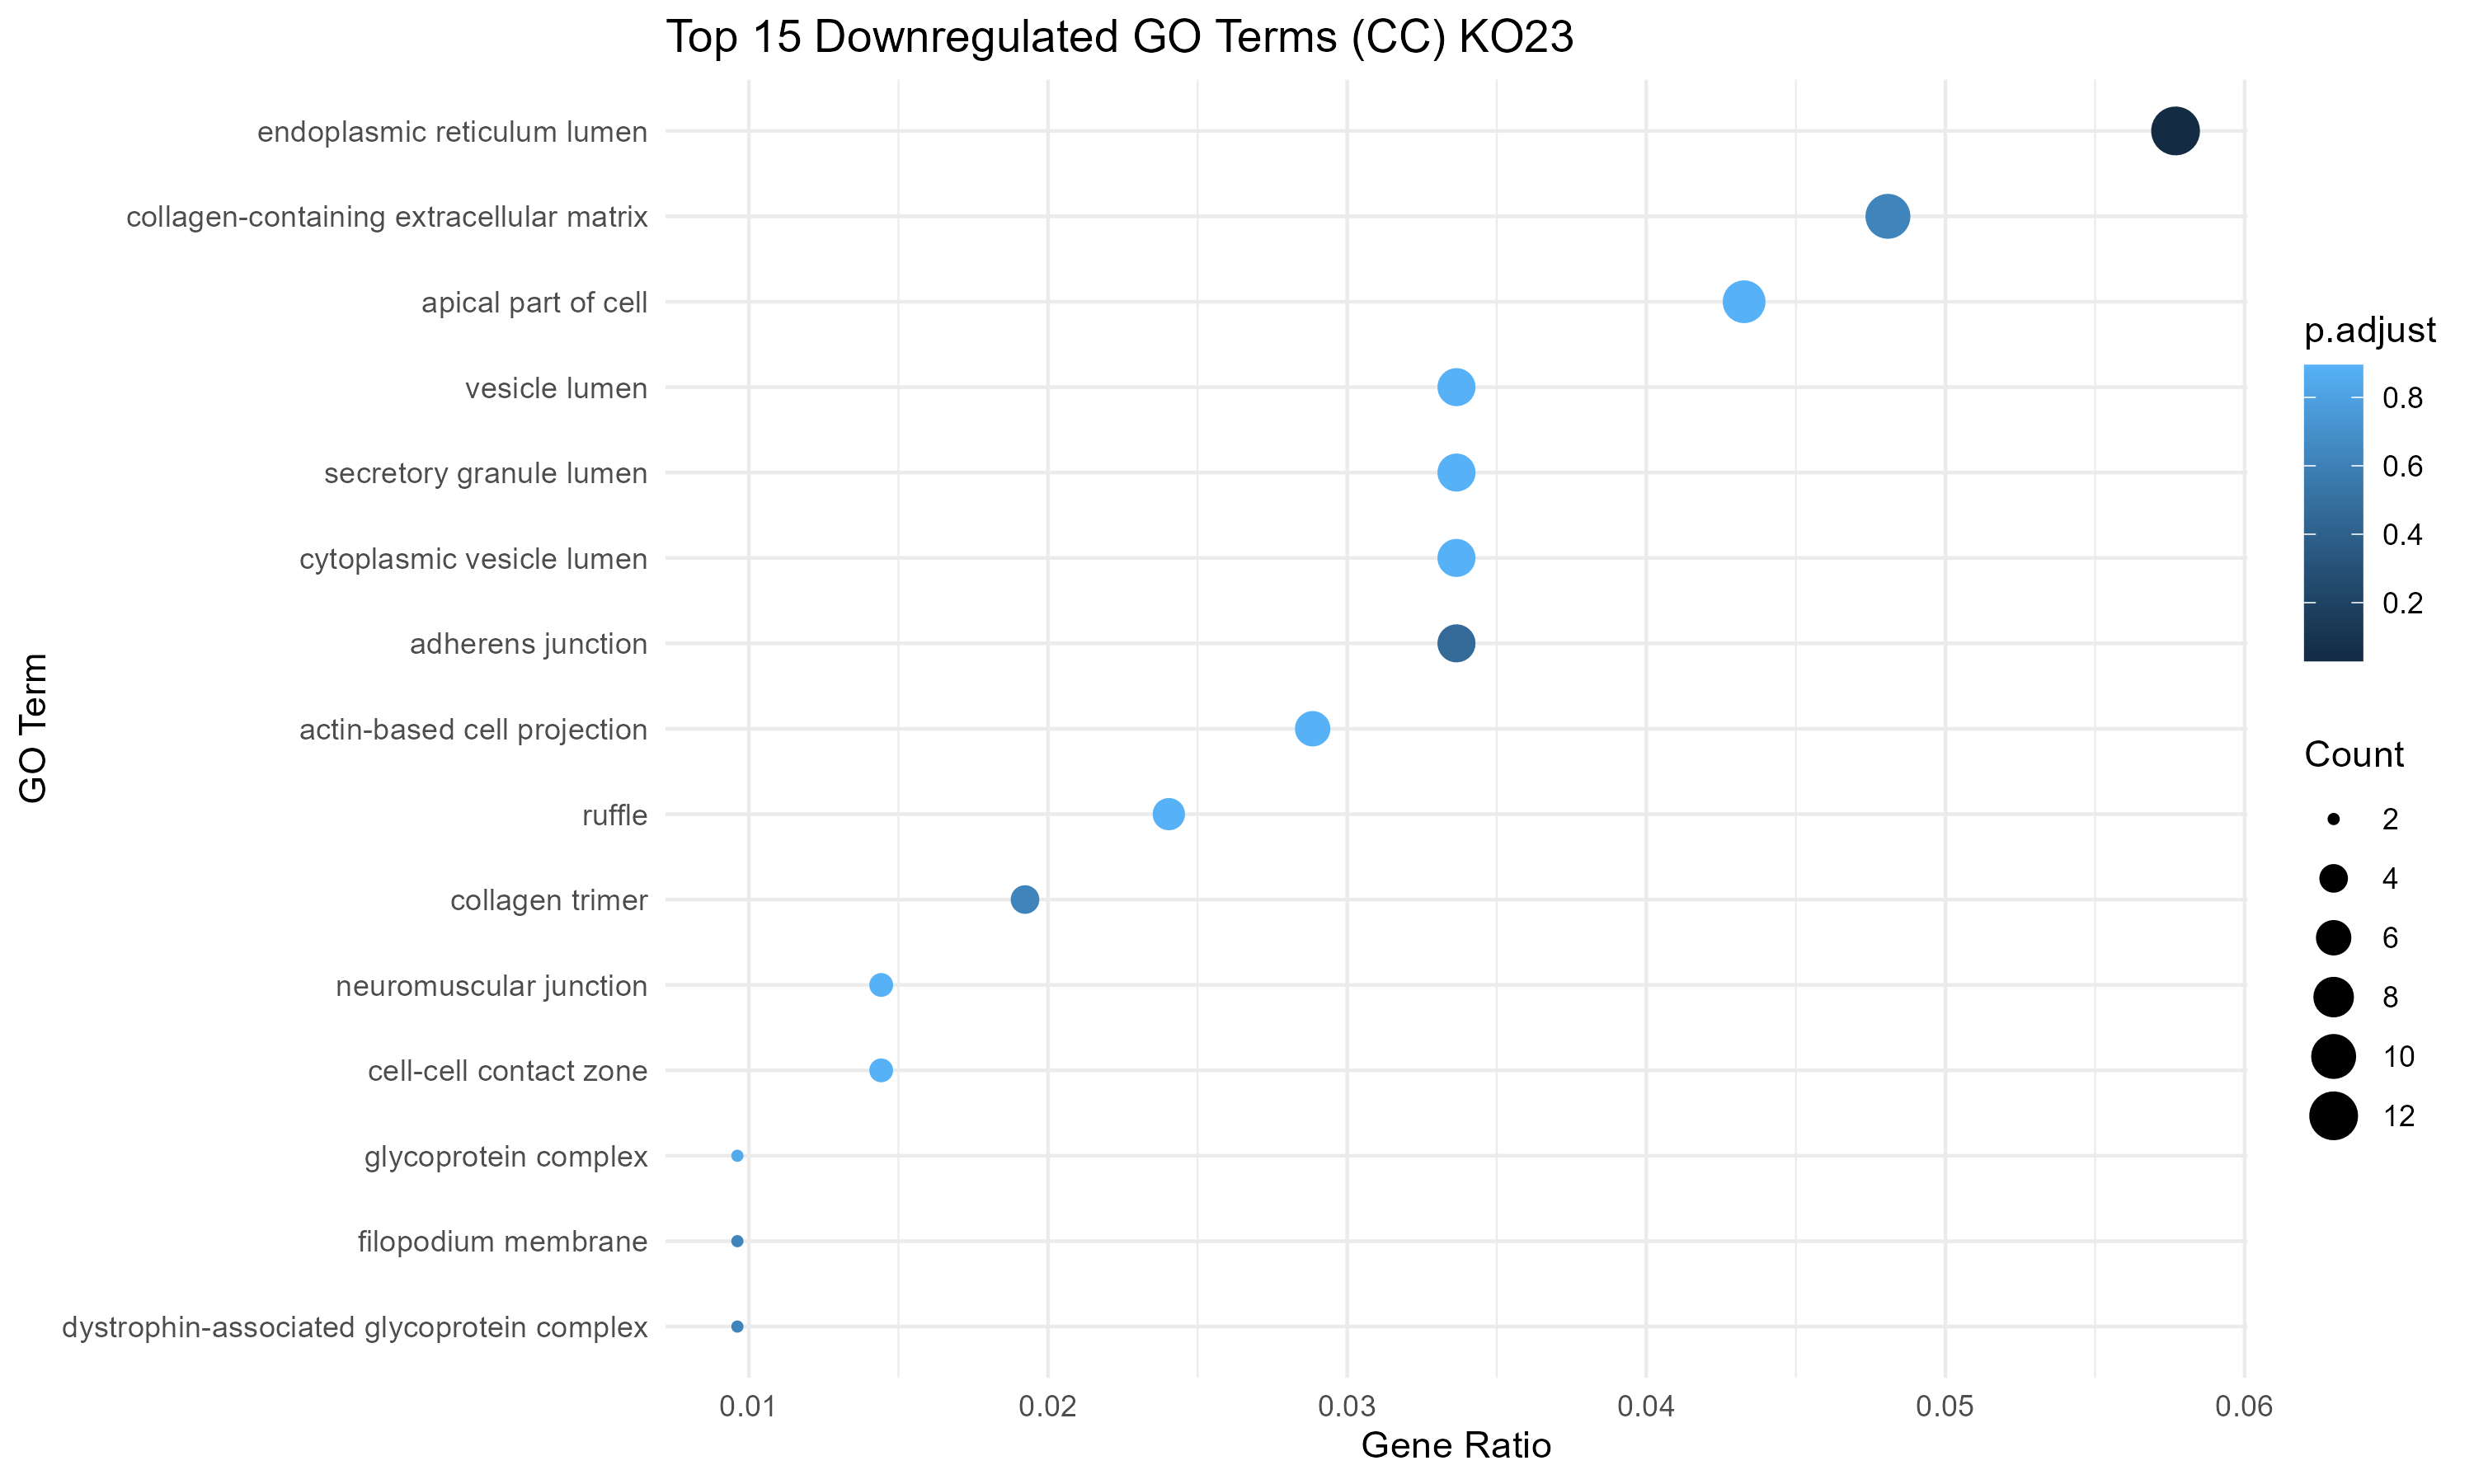 Top 15 Downregulated GO Terms (CC) KO23
GO Term
endoplasmic reticulum lumen
collagen-containing extracellular matrix
apical part of cell
vesicle lumen
secretory granule lumen
cytoplasmic vesicle lumen
adherens junction
actin-based cell projection
ruffle
collagen trimer
neuromuscular junction
cell-cell contact zone
glycoprotein complex
filopodium membrane
dystrophin-associated glycoprotein complex
0.01 0.02 0.03 0.04 0.05 0.06
Gene Ratio
p.adjust
0.8
0.6
0.4
0.2
Count
2
4
6
8
10
12